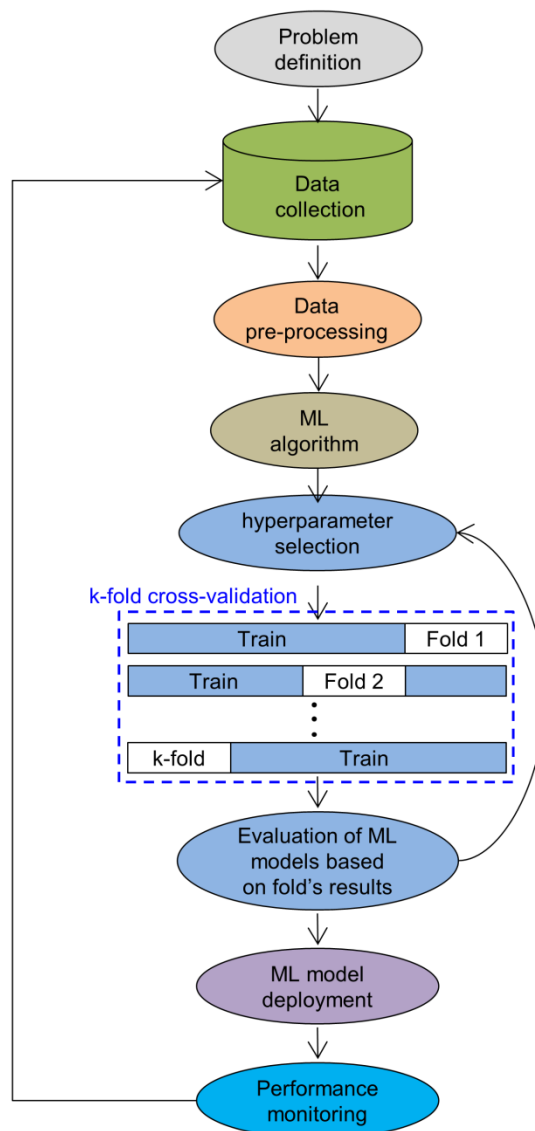 Problem
definition
Data
collection
Data
pre-processing
ML
algorithm
hyperparameter
selection
k-fold cross-validation
Train Fold 1
Train Fold 2
k-fold Train
Evaluation of ML
models based
on fold's results
ML model
deployment
Performance
monitoring